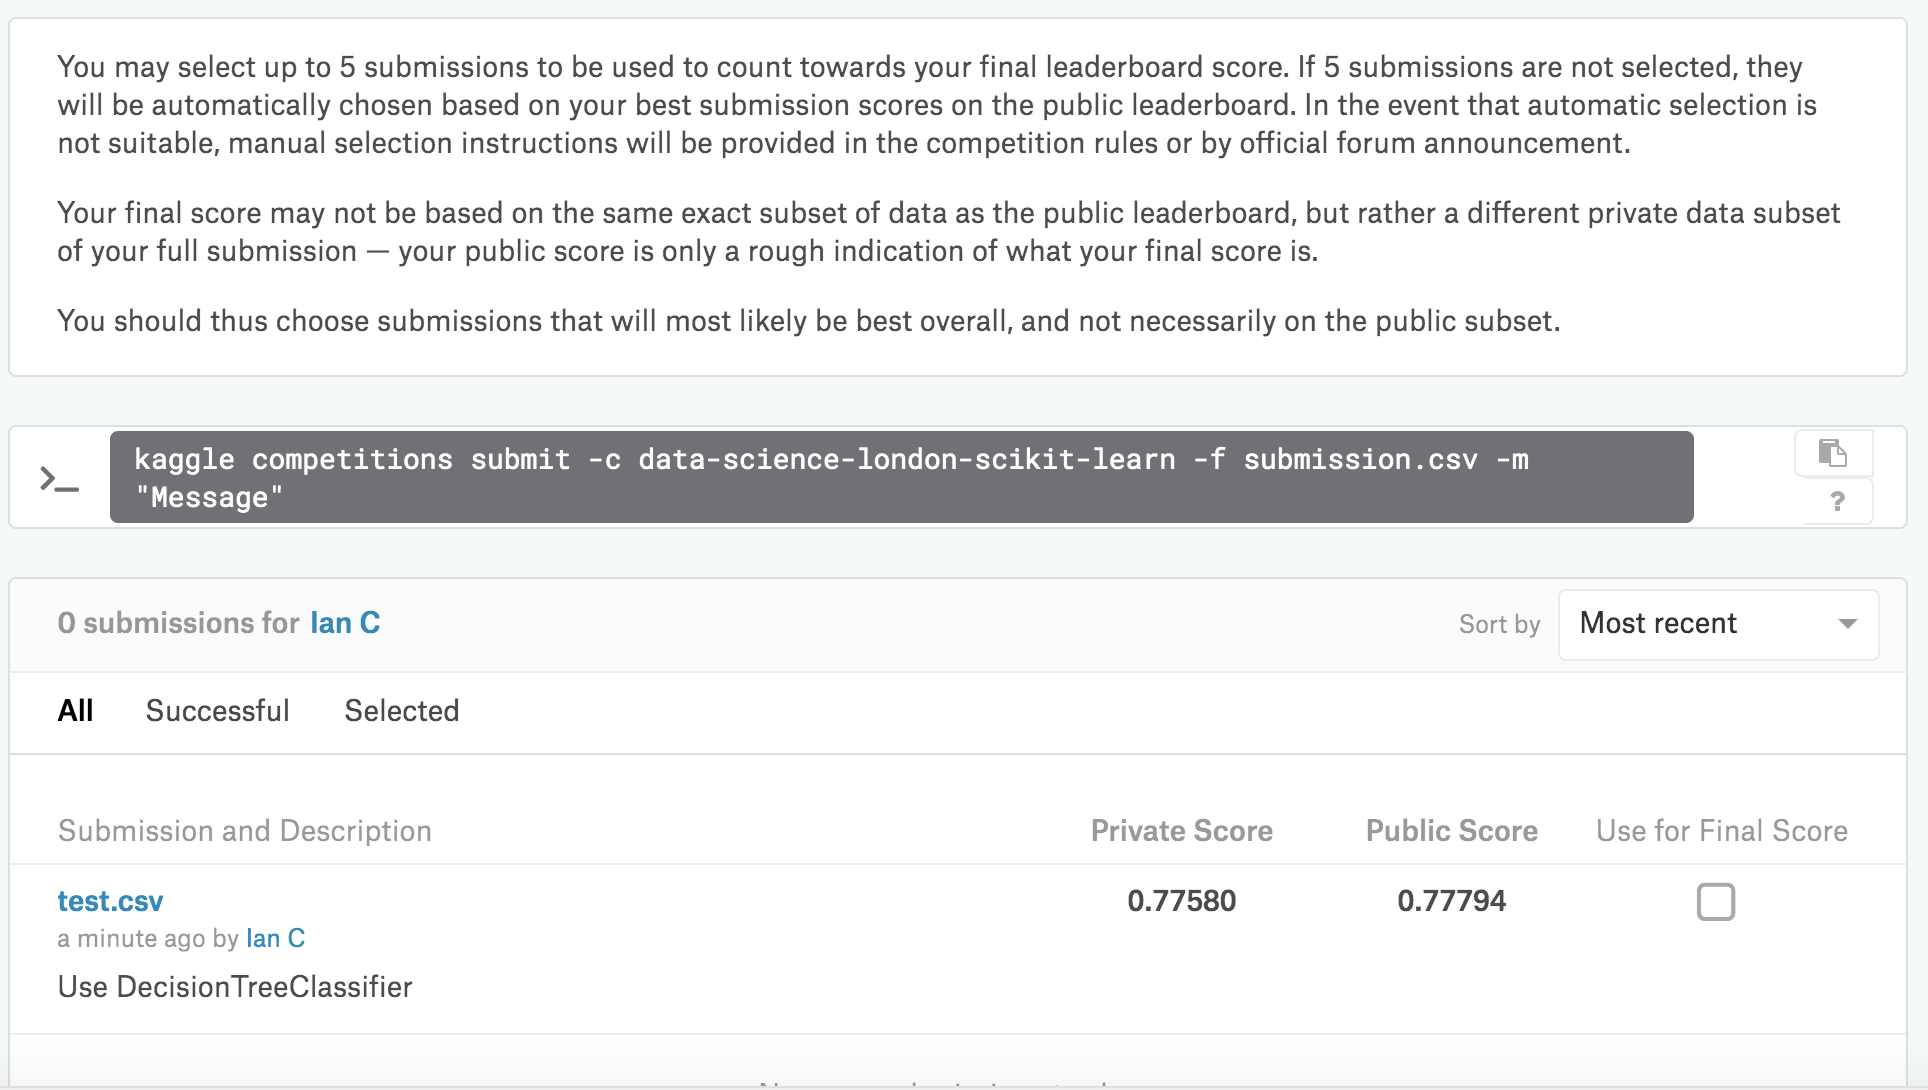 You may select up to 5 submissions to be used to count towards your final leaderboard score. If 5 submissions are not selected, they
will be automatically chosen based on your best submission scores on the public leaderboard. In the event that automatic selection is
not suitable, manual selection instructions will be provided in the competition rules or by official forum announcement.
Your final score may not be based on the same exact subset of data as the public leaderboard, but rather a different private data subset
of your full submission — your public score is only a rough indication of what your final score is.
You should thus choose submissions that will most likely be best overall, and not necessarily on the public subset.
>_ kaggle competitions submit -c data-science-london-scikit-learn -f submission.csv -m
"Message"
?
0 submissions for Ian C Sort by Most recent
All Successful Selected
Submission and Description Private Score Public Score Use for Final Score
test.csv 0.77580 0.77794
a minute ago by Ian C
Use DecisionTreeClassifier